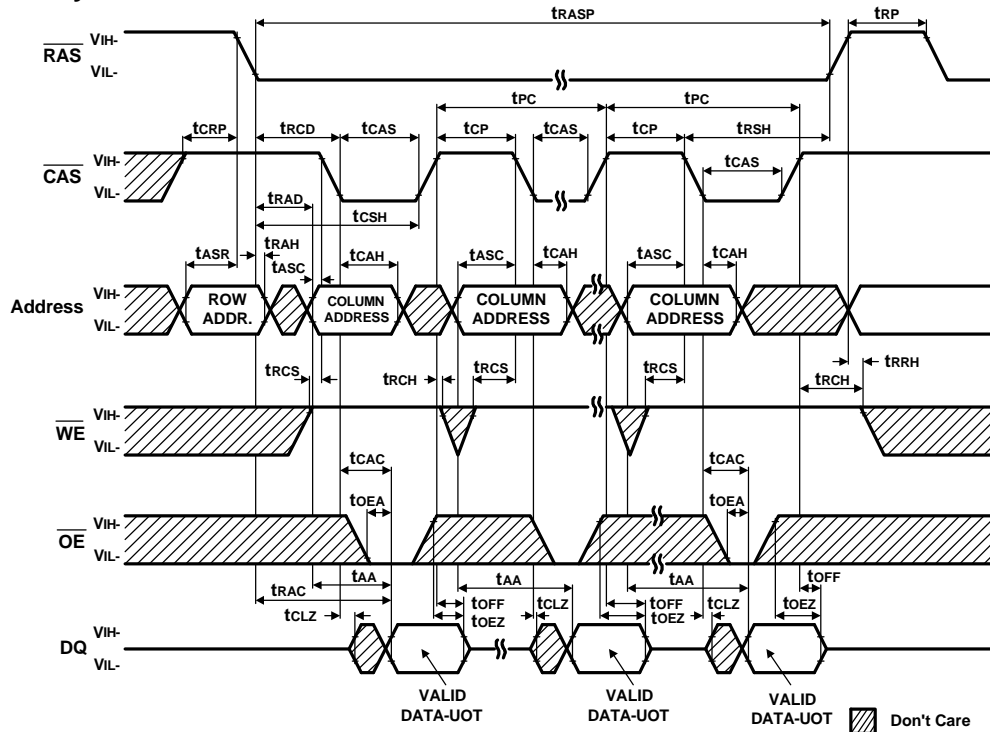 tRASP tRP
RAS VIH-
VIL-
tPC tPC
tCRP tRCD tCAS tCP tCAS tCP tRSH
CAS VIH-
VIL-
tCAS
tRAD
tCSH
tASR tRAH tASC tCAH tASC tCAH tASC tCAH
Address VIH-
VIL-
ROW
ADDR.
COLUMN
ADDRESS
COLUMN
ADDRESS
COLUMN
ADDRESS
tRCS tRCH tRCS tRCS tRCH tRRH
WE VIH-
VIL-
tCAC tCAC
tOEA tOEA
OE VIH-
VIL-
tAA tAA tAA
tRAC tOFF tOFF tOFF
tCLZ tOEZ tCLZ tOEZ tCLZ tOEZ
DQ VIH-
VIL-
VALID
DATA-UOT
VALID
DATA-UOT
VALID
DATA-UOT
Don't Care